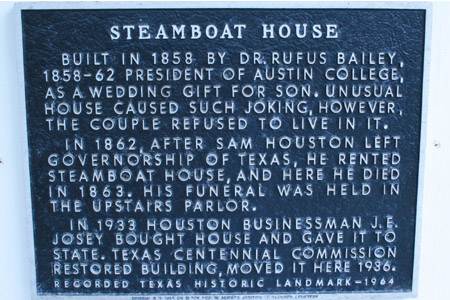 STEAMBOAT HOUSE
BUILT IN 1858 BY DR. RUFUS BAILEY,
1858-62 PRESIDENT OF AUSTIN COLLEGE,
AS A WEDDING GIFT FOR SON. UNUSUAL
HOUSE CAUSED SUCH JOKING, HOWEVER,
THE COUPLE REFUSED TO LIVE IN IT.
IN 1862, AFTER SAM HOUSTON LEFT
GOVERNORSHIP OF TEXAS, HE RENTED
STEAMBOAT HOUSE, AND HERE HE DIED
IN 1863. HIS FUNERAL WAS HELD IN
THE UPSTAIRS PARLOR.
IN 1933 HOUSTON BUSINESSMAN J.E.
JOSEY BOUGHT HOUSE AND GAVE IT TO
STATE. TEXAS CENTENNIAL COMMISSION
RESTORED BUILDING, MOVED IT HERE 1936.
RECORDED TEXAS HISTORIC LANDMARK-1964